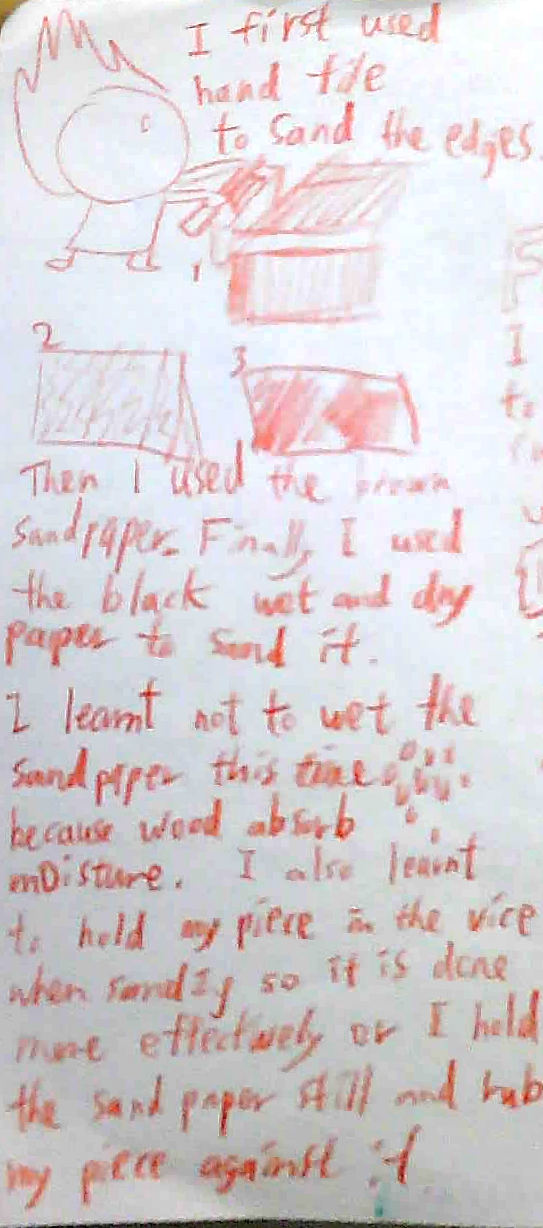 I first used
hand file
to sand the edges.
1
2
3
Then I used the brown
sandpaper. Finally I used
the black wet and dry
paper to sand it.
I learnt not to wet the
sandpaper this time
because wood absorb
moisture. I also learnt
to hold my piece in the vice
when sanding so it is done
more effectively or I hold
the sand paper still and rub
my piece against it.
I
to